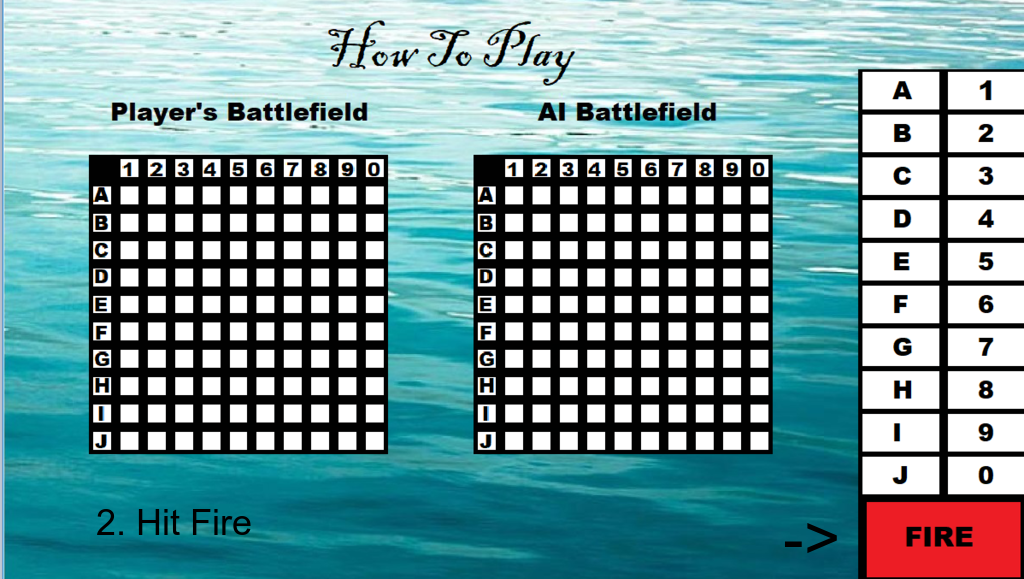 How To Play
Player's Battlefield
AI Battlefield
1 2 3 4 5 6 7 8 9 0
A
B
C
D
E
F
G
H
I
J
1 2 3 4 5 6 7 8 9 0
A
B
C
D
E
F
G
H
I
J
A 1
B 2
C 3
D 4
E 5
F 6
G 7
H 8
I 9
J 0
2. Hit Fire
->
FIRE